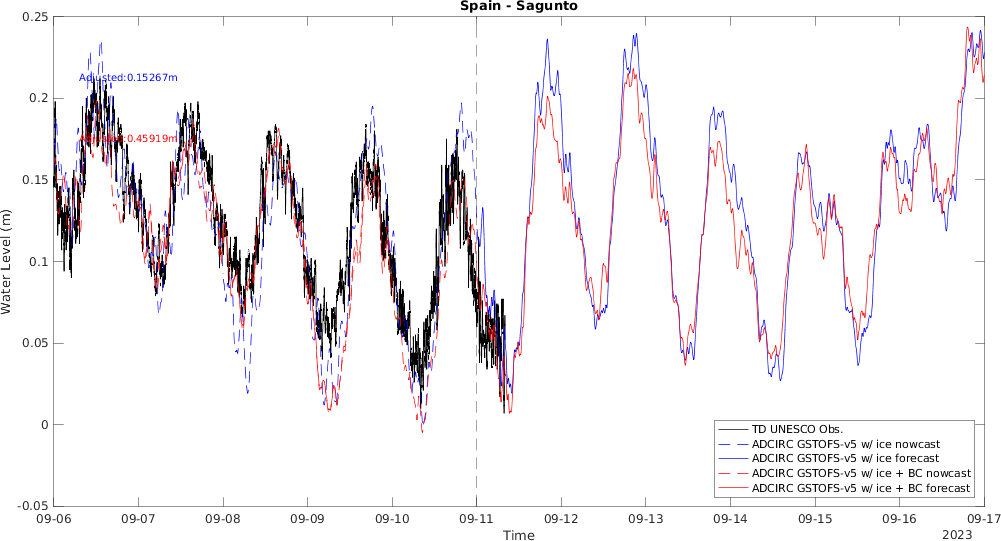 Spain - Sagunto
0.25
0.2
0.15
0.1
0.05
0
-0.05
Water Level (m)
Adjusted:0.15267m
Adjusted:0.45919m
TD UNESCO Obs.
ADCIRC GSTOFS-v5 w/ ice nowcast
ADCIRC GSTOFS-v5 w/ ice forecast
ADCIRC GSTOFS-v5 w/ ice + BC nowcast
ADCIRC GSTOFS-v5 w/ ice + BC forecast
09-06 09-07 09-08 09-09 09-10 09-11 09-12 09-13 09-14 09-15 09-16 09-17
Time
2023